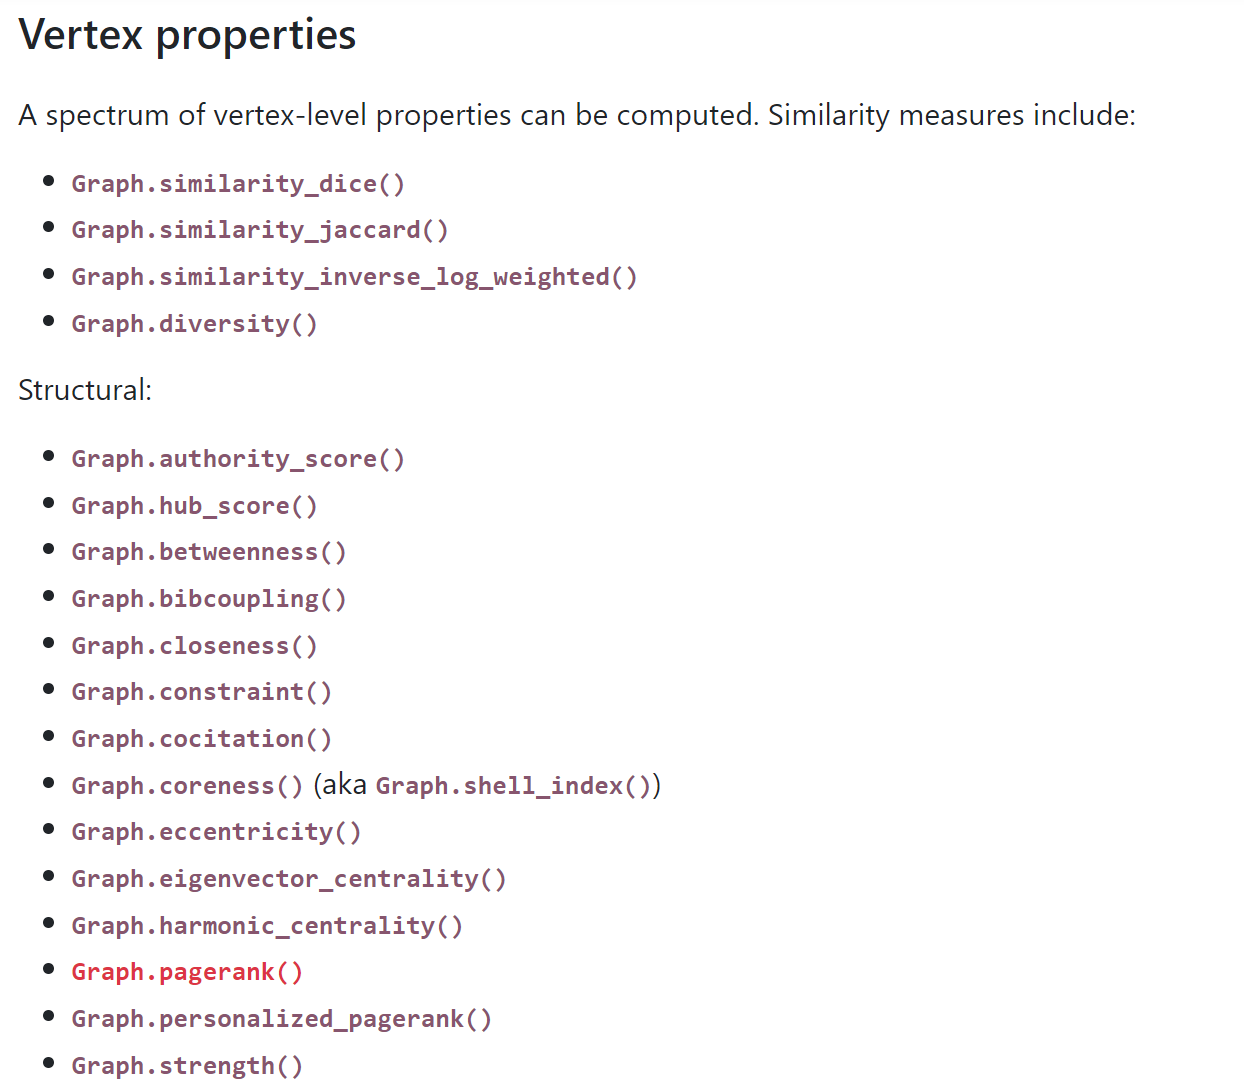 Vertex properties
A spectrum of vertex-level properties can be computed. Similarity measures include:
Graph.similarity_dice()
Graph.similarity_jaccard()
Graph.similarity_inverse_log_weighted()
Graph.diversity()
Structural:
Graph.authority_score()
Graph.hub_score()
Graph.betweenness()
Graph.bibcoupling()
Graph.closeness()
Graph.constraint()
Graph.cocitation()
Graph.coreness() (aka Graph.shell_index())
Graph.eccentricity()
Graph.eigenvector_centrality()
Graph.harmonic_centrality()
Graph.pagerank()
Graph.personalized_pagerank()
Graph.strength()